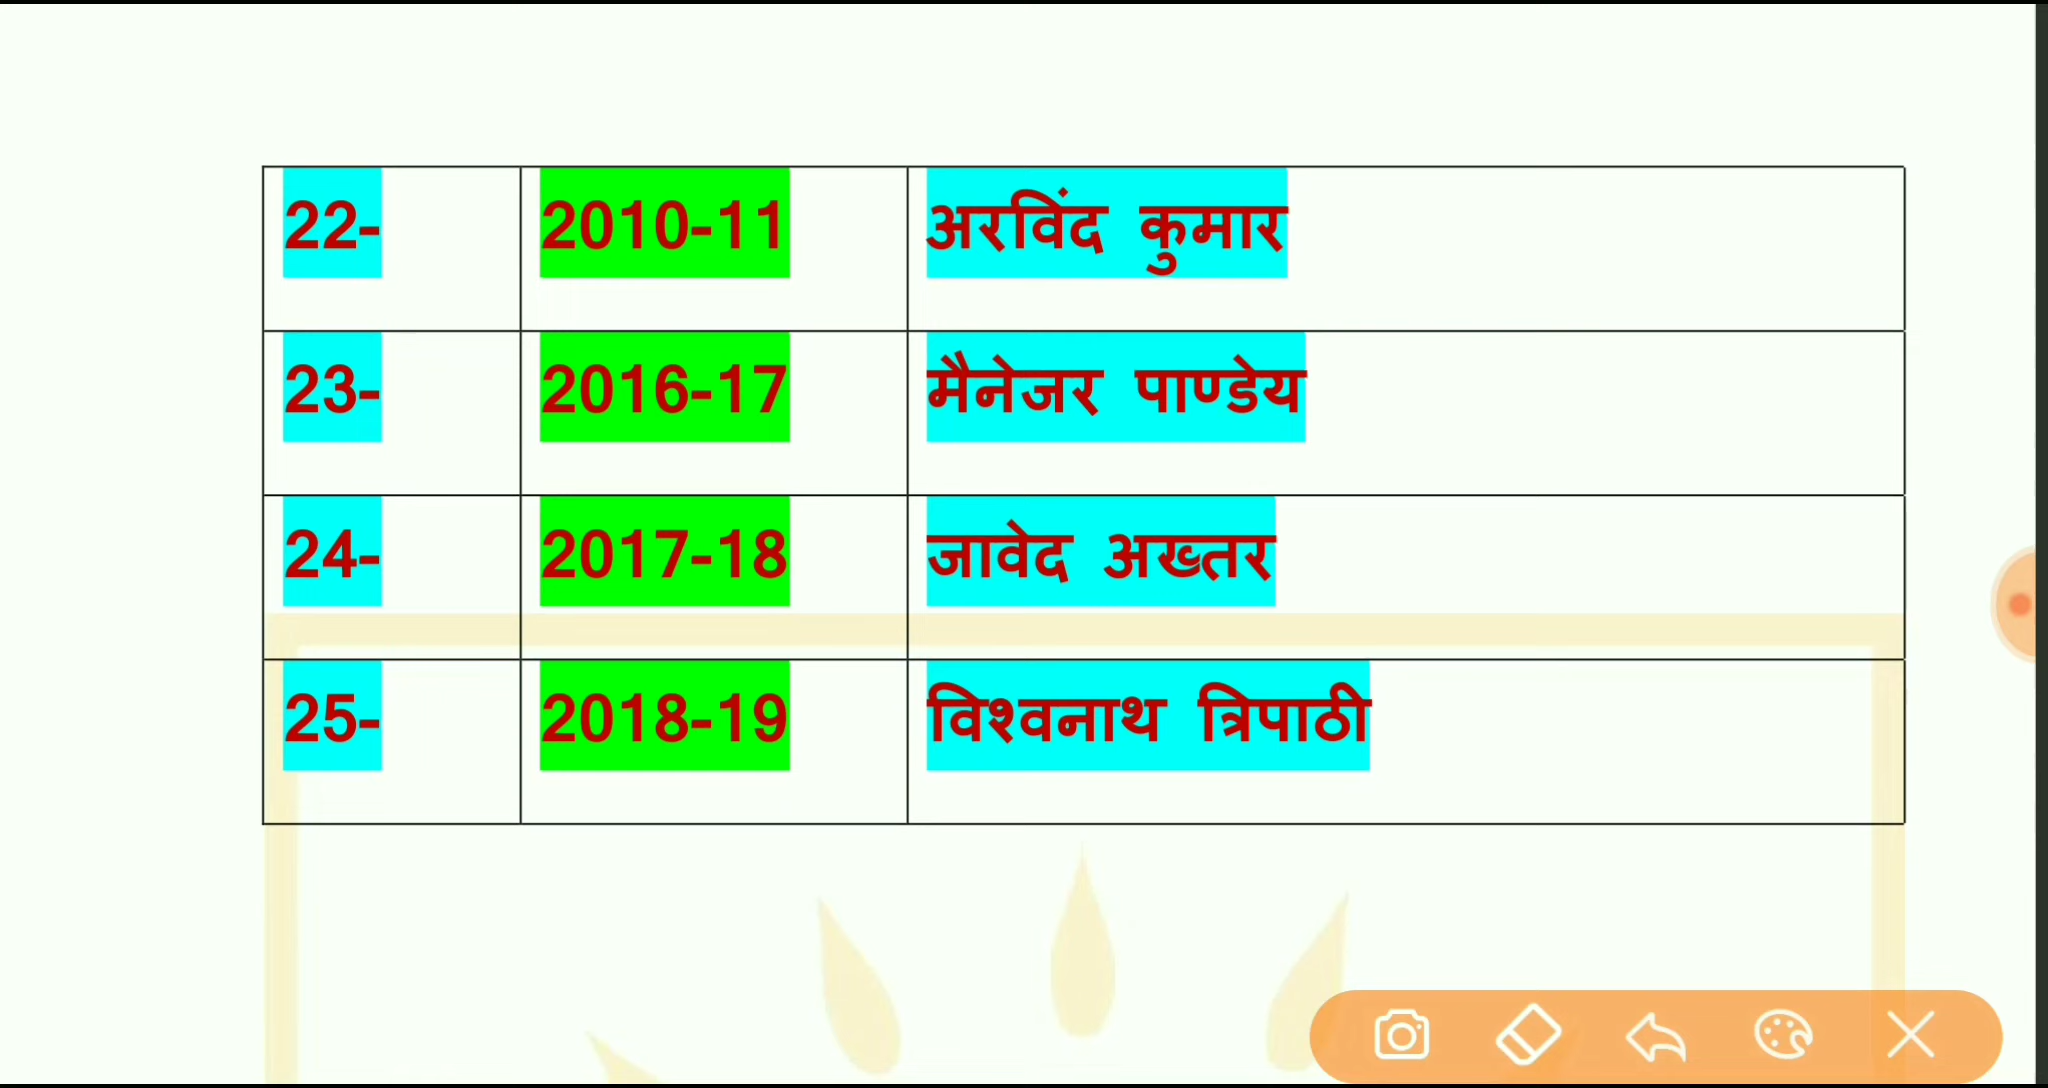 22- 2010-11 अरविंद कुमार
23- 2016-17 मैनेजर पाण्डेय
24- 2017-18 जावेद अख्तर
25- 2018-19 विश्वनाथ त्रिपाठी